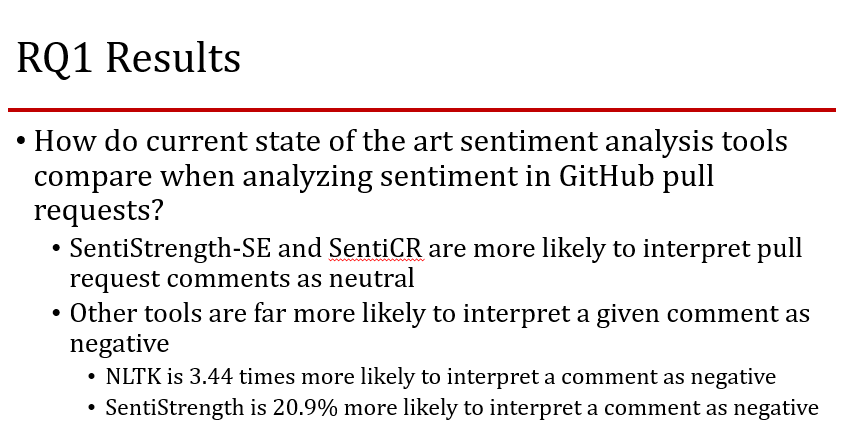 RQ1 Results
• How do current state of the art sentiment analysis tools
compare when analyzing sentiment in GitHub pull
requests?
• SentiStrength-SE and SentiCR are more likely to interpret pull
request comments as neutral
• Other tools are far more likely to interpret a given comment as
negative
• NLTK is 3.44 times more likely to interpret a comment as negative
• SentiStrength is 20.9% more likely to interpret a comment as negative